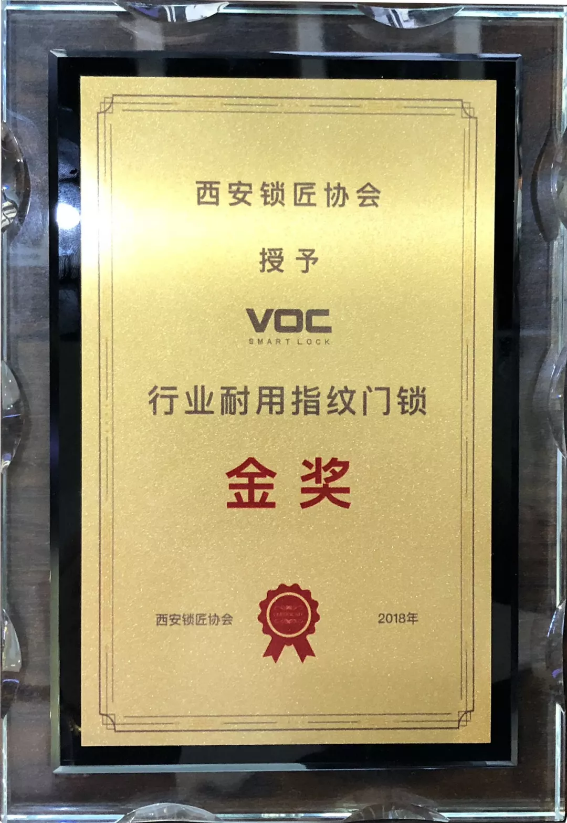 西安锁匠协会
授予
VOC
SMART LOCK
行业耐用指纹门锁
金奖
西安锁匠协会
2018年